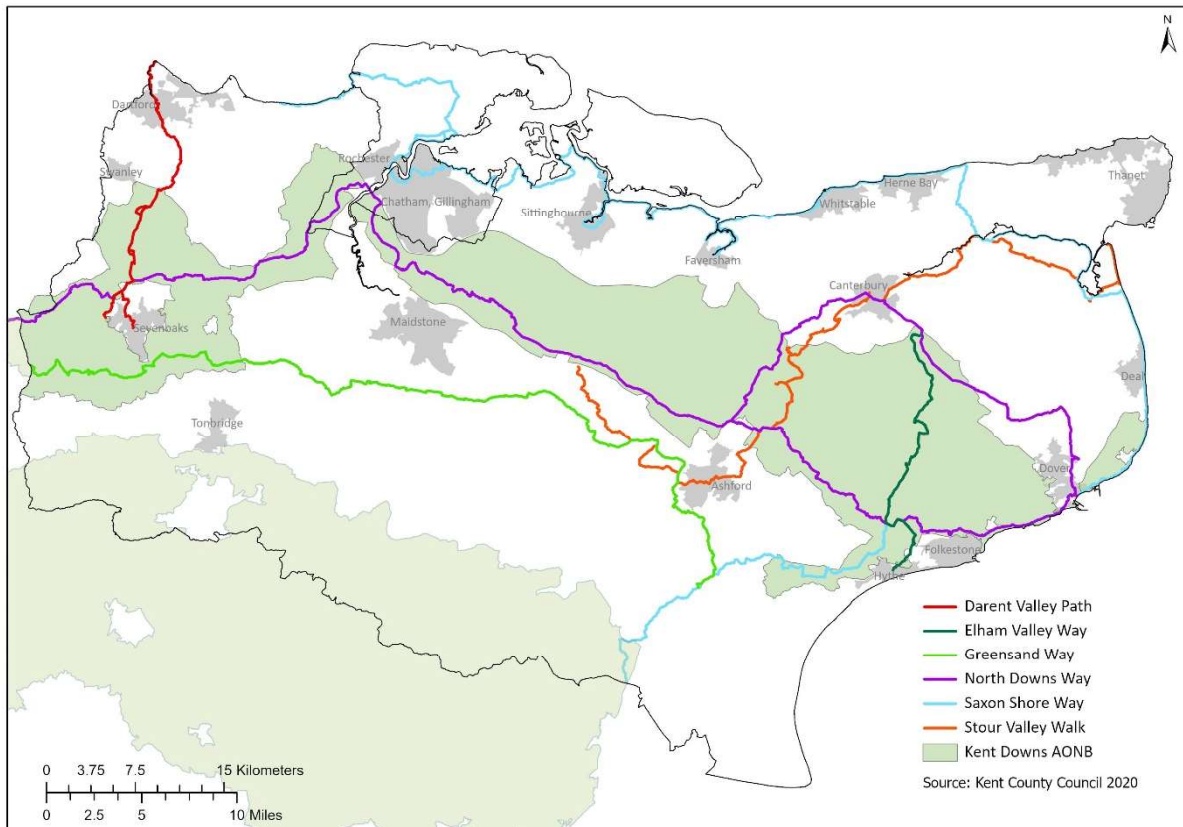 N
Dartford
Swanley
Rochester
Chatham, Gillingham
Sittingbourne
Faversham
Whitstable
Herne Bay
Thanet
Canterbury
Maidstone
Sevenoaks
Deal
Tonbridge
Ashford
Dover
Folkestone
Hythe
Darent Valley Path
Elham Valley Way
Greensand Way
North Downs Way
Saxon Shore Way
Stour Valley Walk
Kent Downs AONB
Source: Kent County Council 2020
0 3.75 7.5 15 Kilometers
0 2.5 5 10 Miles